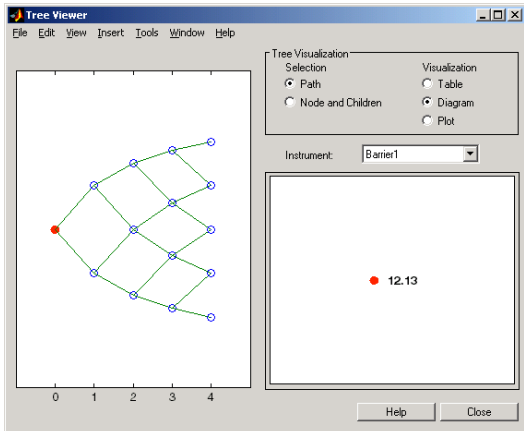 Tree Viewer
File Edit View Insert Tools Window Help
Tree Visualization
Selection Visualization
Path Table
Node and Children Diagram
Plot
Instrument: Barrier1
12.13
0 1 2 3 4
Help Close